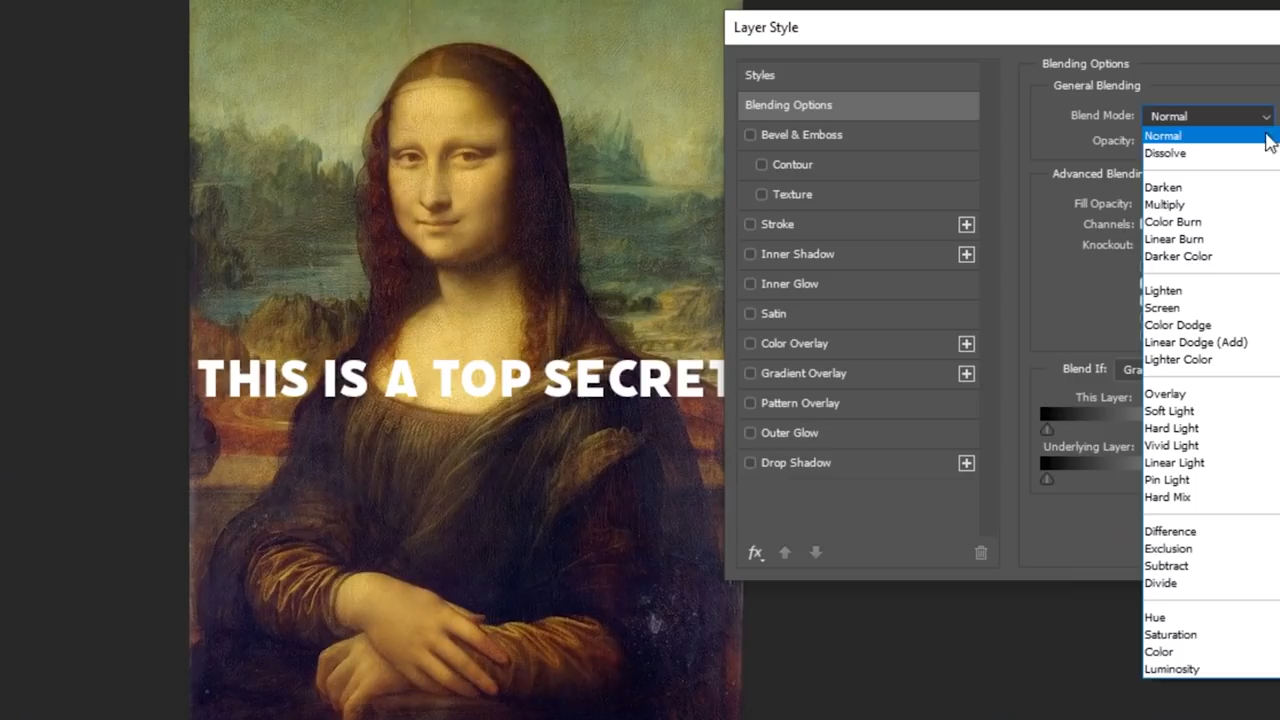 Layer Style
Styles
Blending Options
Bevel & Emboss
Contour
Texture
Stroke
Inner Shadow
Inner Glow
Satin
Color Overlay
Gradient Overlay
Pattern Overlay
Outer Glow
Drop Shadow
fx
Blending Options
General Blending
Blend Mode: Normal
Opacity:
Fill Opacity:
Channels:
Knockout:
Blend If: Gra
This Layer:
Underlying Layer:
Normal
Dissolve
Darken
Multiply
Color Burn
Linear Burn
Darker Color
Lighten
Screen
Color Dodge
Linear Dodge (Add)
Lighter Color
Overlay
Soft Light
Hard Light
Vivid Light
Linear Light
Pin Light
Hard Mix
Difference
Exclusion
Subtract
Divide
Hue
Saturation
Color
Luminosity
THIS IS A TOP SECRET